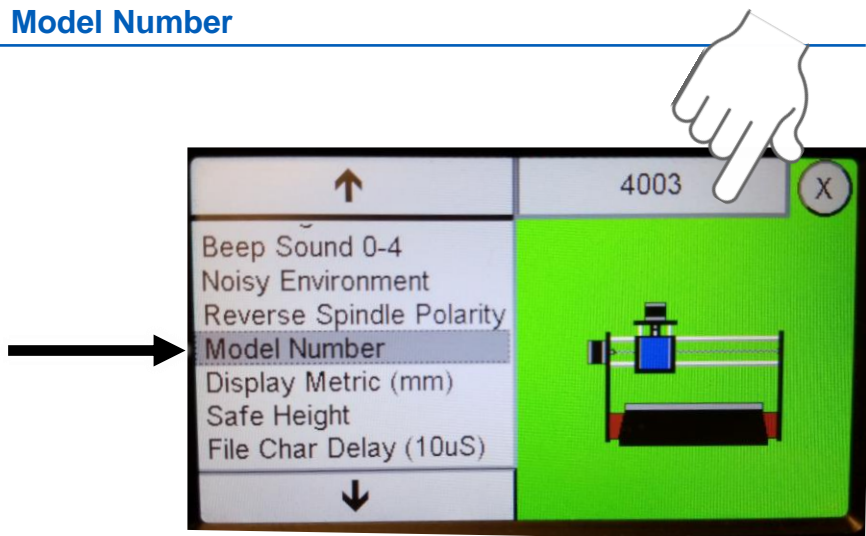 Model Number
↑
4003
X
Beep Sound 0-4
Noisy Environment
Reverse Spindle Polarity
Model Number
Display Metric (mm)
Safe Height
File Char Delay (10uS)
↓